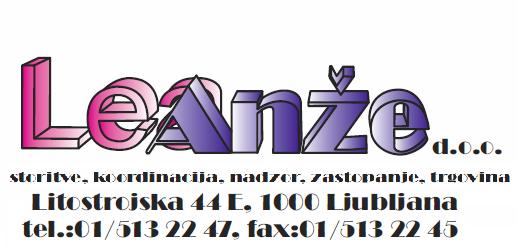 LeaAnže d.o.o.
storitve, koordinacija, nadzor, zastopanje, trgovina
Litostrojska 44 E, 1000 Ljubljana
tel.:01/513 22 47, fax:01/513 22 45